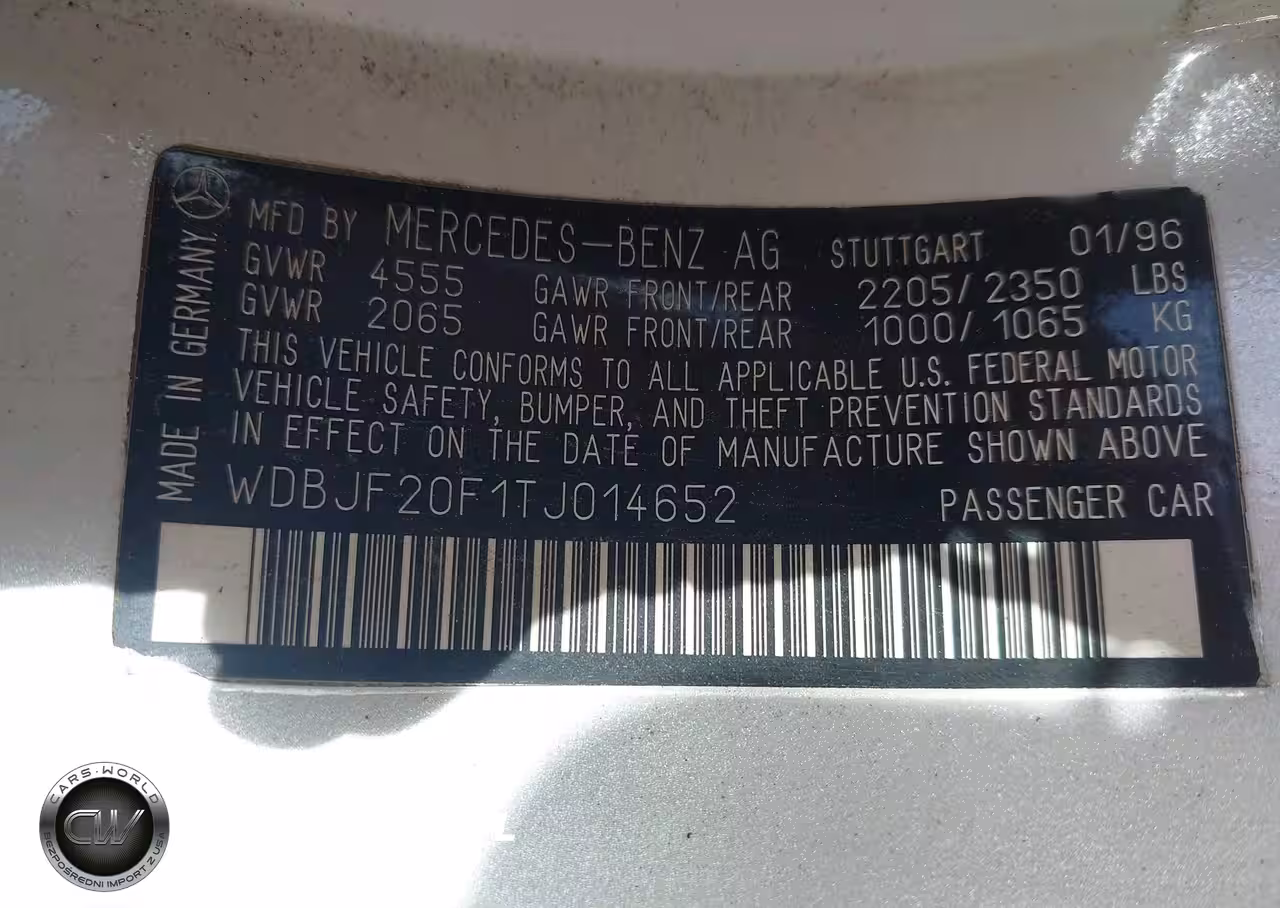 MFD BY MERCEDES-BENZ AG STUTTGART 01/96
GVWR 4555 GAWR FRONT/REAR 2205/2350 LBS
GVWR 2065 GAWR FRONT/REAR 1000/1065 KG
THIS VEHICLE CONFORMS TO ALL APPLICABLE U.S. FEDERAL MOTOR
VEHICLE SAFETY, BUMPER, AND THEFT PREVENTION STANDARDS
IN EFFECT ON THE DATE OF MANUFACTURE SHOWN ABOVE
WDBJF20F1TJ014652 PASSENGER CAR
MADE IN GERMANY
CARS·WORLD
CW
BEZPOŚREDNI IMPORT Z USA